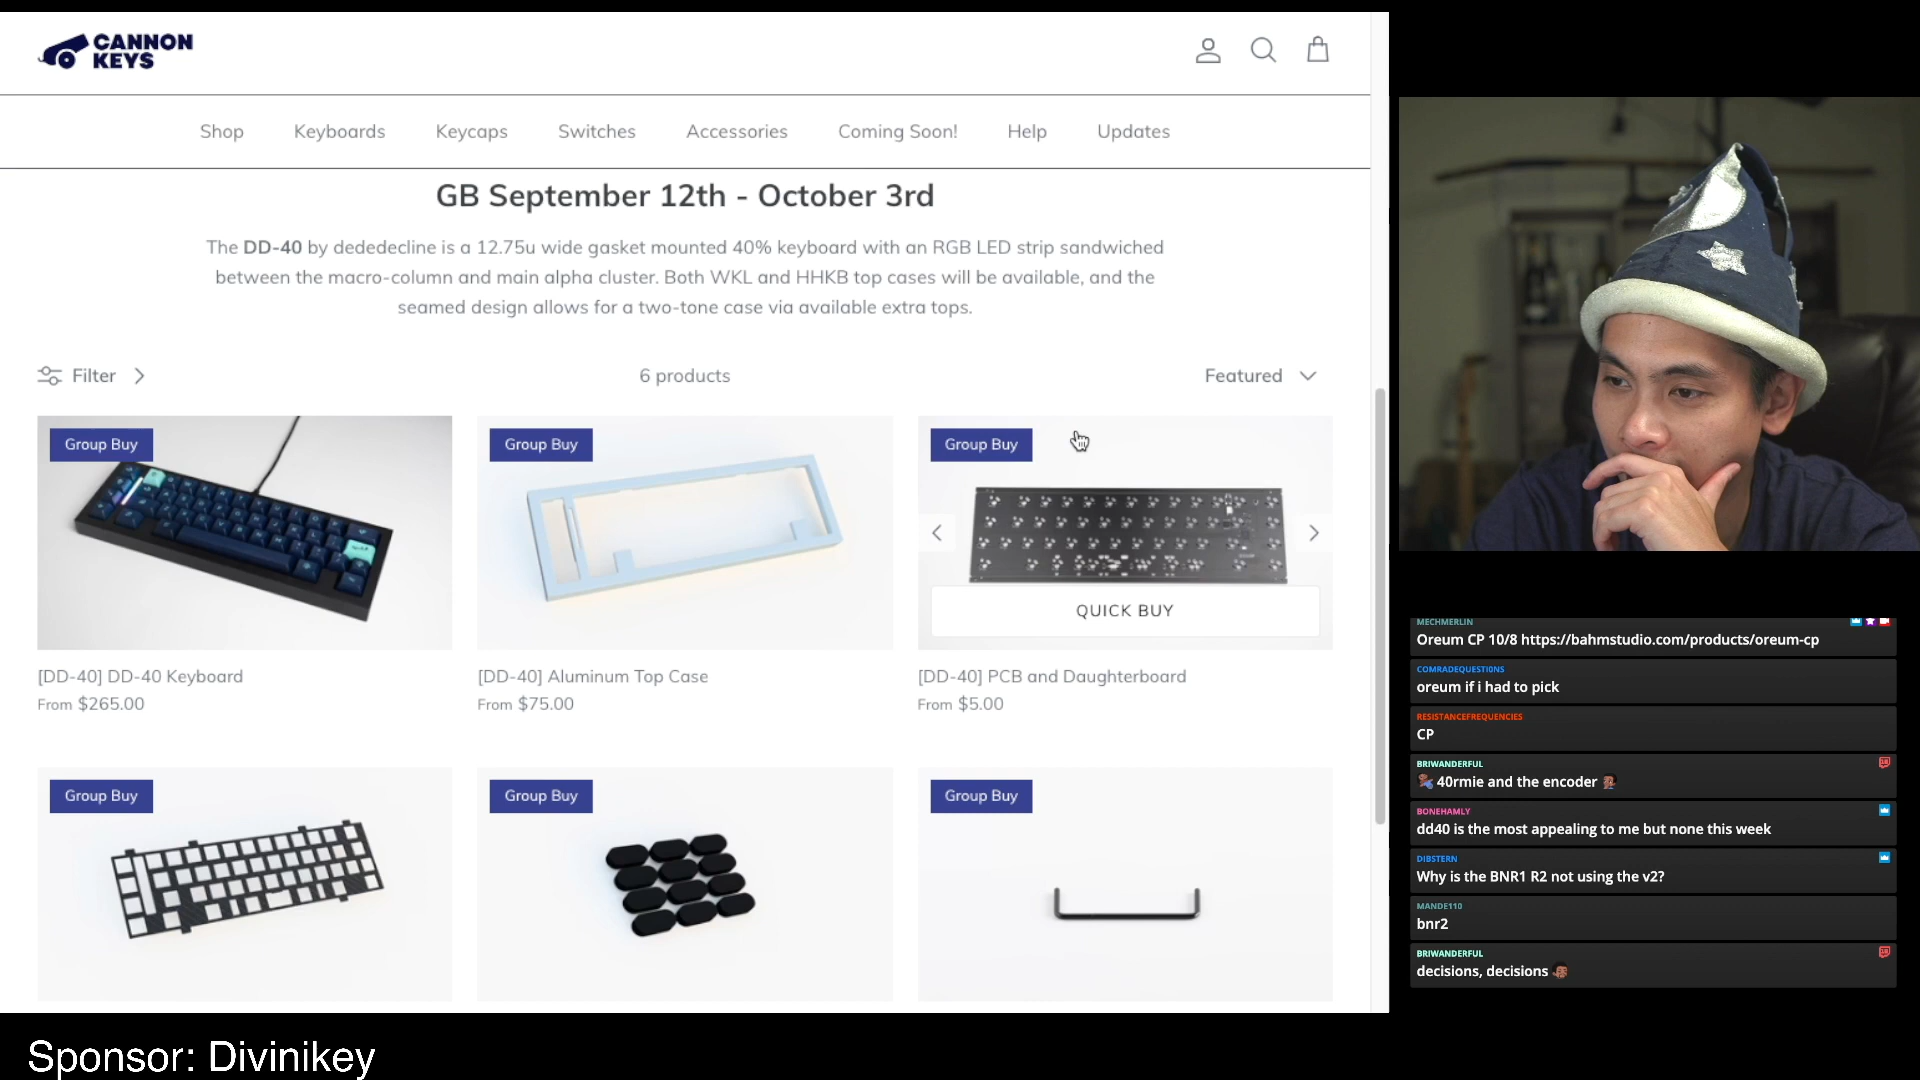 CANNON
KEYS
Shop
Keyboards
Keycaps
Switches
Accessories
Coming Soon!
Help
Updates
GB September 12th - October 3rd
The DD-40 by dededecline is a 12.75u wide gasket mounted 40% keyboard with an RGB LED strip sandwiched
between the macro-column and main alpha cluster. Both WKL and HHKB top cases will be available, and the
seamed design allows for a two-tone case via available extra tops.
Filter
6 products
Featured
Group Buy
Group Buy
Group Buy
QUICK BUY
[DD-40] DD-40 Keyboard
From $265.00
[DD-40] Aluminum Top Case
From $75.00
[DD-40] PCB and Daughterboard
From $5.00
Group Buy
Group Buy
Group Buy
MECHMERLIN
Oreum CP 10/8 https://bahmstudio.com/products/oreum-cp
COMRADEQUESTI0NS
oreum if i had to pick
RESISTANCEFREQUENCIES
CP
BRIWANDERFUL
40rmie and the encoder
BONEHAMLY
dd40 is the most appealing to me but none this week
DIBSTERN
Why is the BNR1 R2 not using the v2?
MANDE110
bnr2
BRIWANDERFUL
decisions, decisions
Sponsor: Divinikey